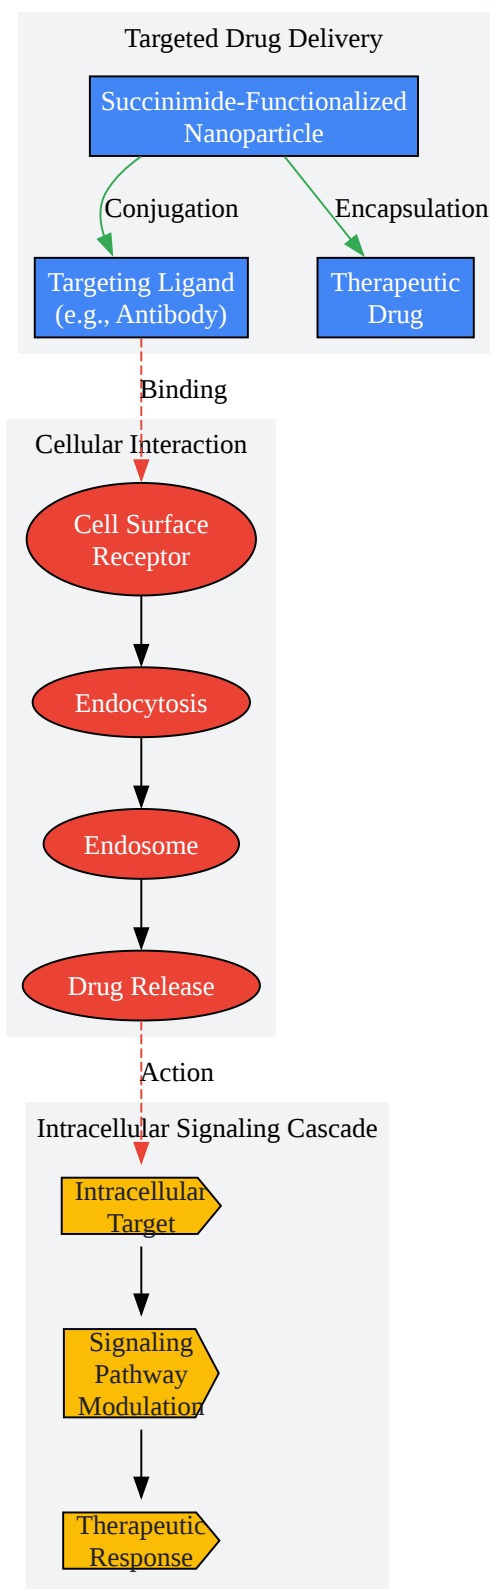 Targeted Drug Delivery
Succinimide-Functionalized
Nanoparticle
Conjugation
Encapsulation
Targeting Ligand
(e.g., Antibody)
Therapeutic
Drug
Binding
Cellular Interaction
Cell Surface
Receptor
Endocytosis
Endosome
Drug Release
Action
Intracellular Signaling Cascade
Intracellular
Target
Signaling
Pathway
Modulation
Therapeutic
Response